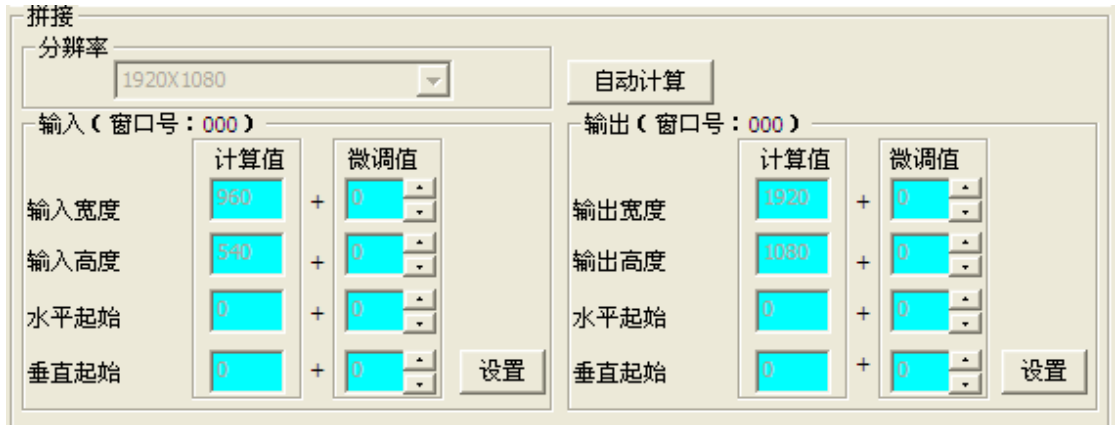 拼接
分辨率
1920X1080
自动计算
输入(窗口号:000)
计算值 微调值
输入宽度 960 + 0
输入高度 540 + 0
水平起始 0 + 0
垂直起始 0 + 0 设置
输出(窗口号:000)
计算值 微调值
输出宽度 1920 + 0
输出高度 1080 + 0
水平起始 0 + 0
垂直起始 0 + 0 设置